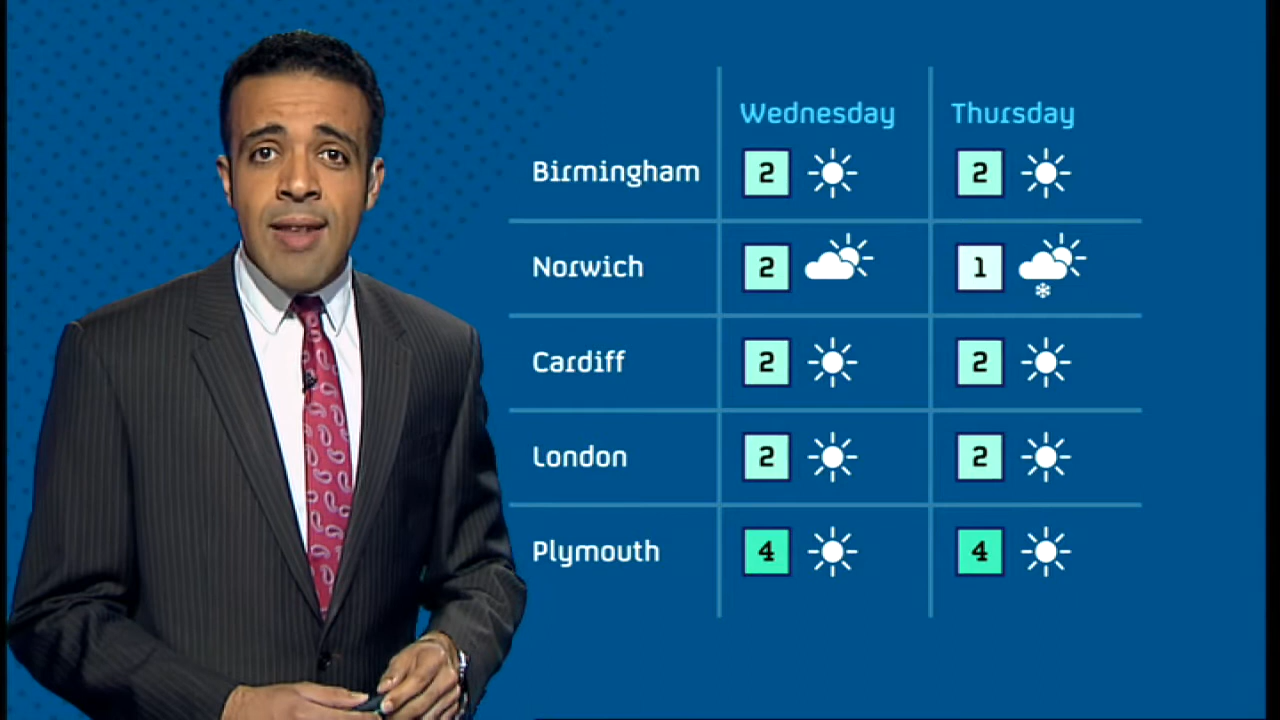 Wednesday Thursday
Birmingham 2 2
Norwich 2 1
Cardiff 2 2
London 2 2
Plymouth 4 4